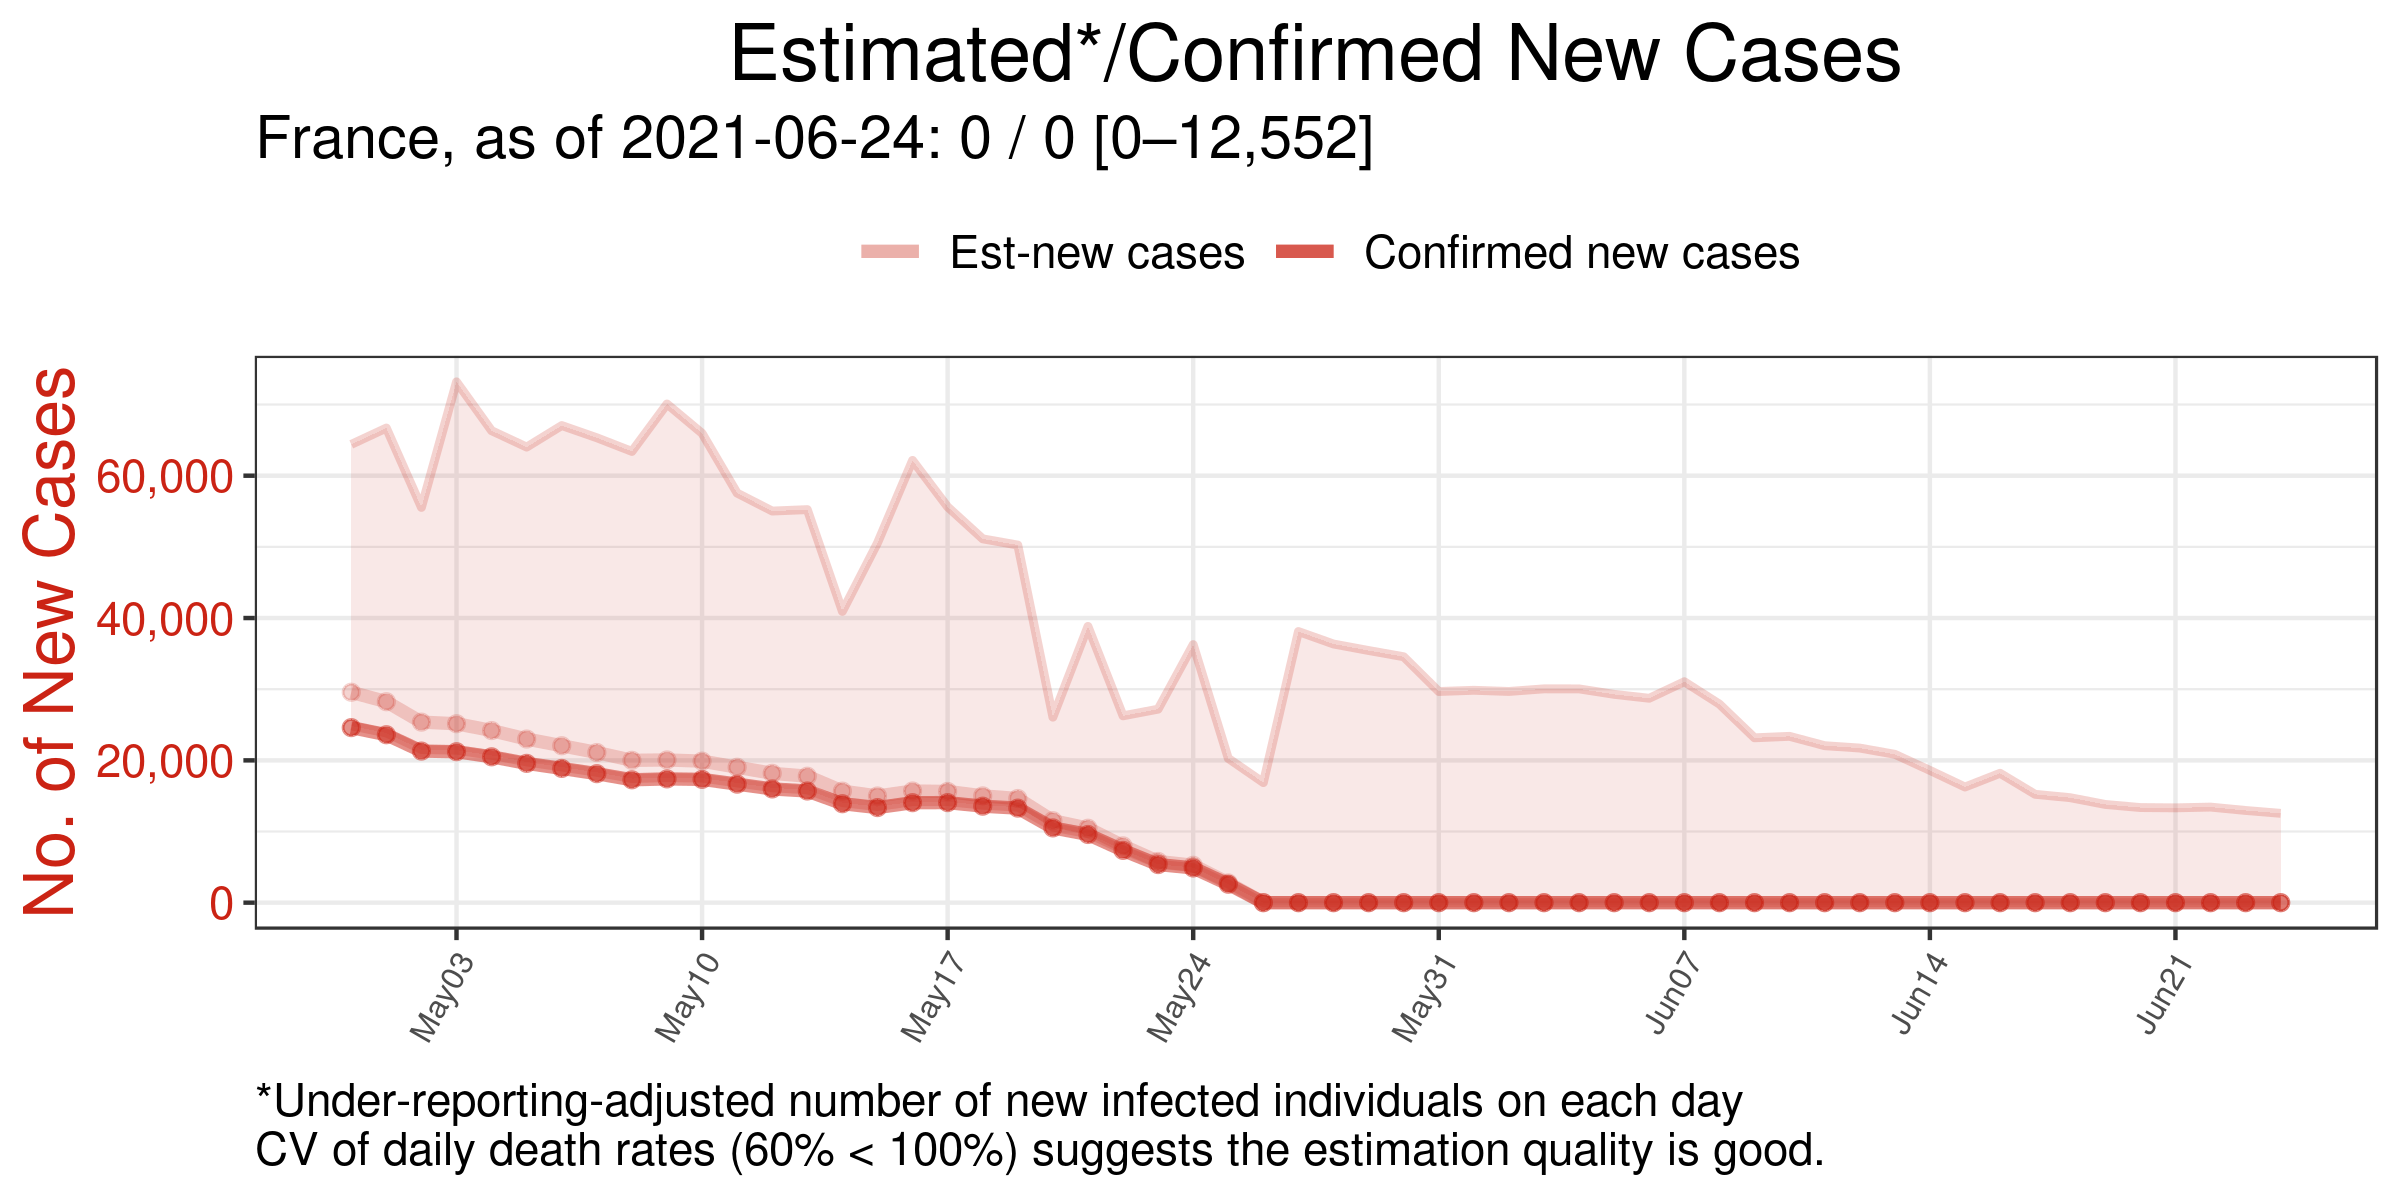 Estimated*/Confirmed New Cases
France, as of 2021-06-24: 0 / 0 [0–12,552]
Est-new cases
Confirmed new cases
No. of New Cases
60,000
40,000
20,000
0
May03
May10
May17
May24
May31
Jun07
Jun14
Jun21
*Under-reporting-adjusted number of new infected individuals on each day
CV of daily death rates (60% < 100%) suggests the estimation quality is good.